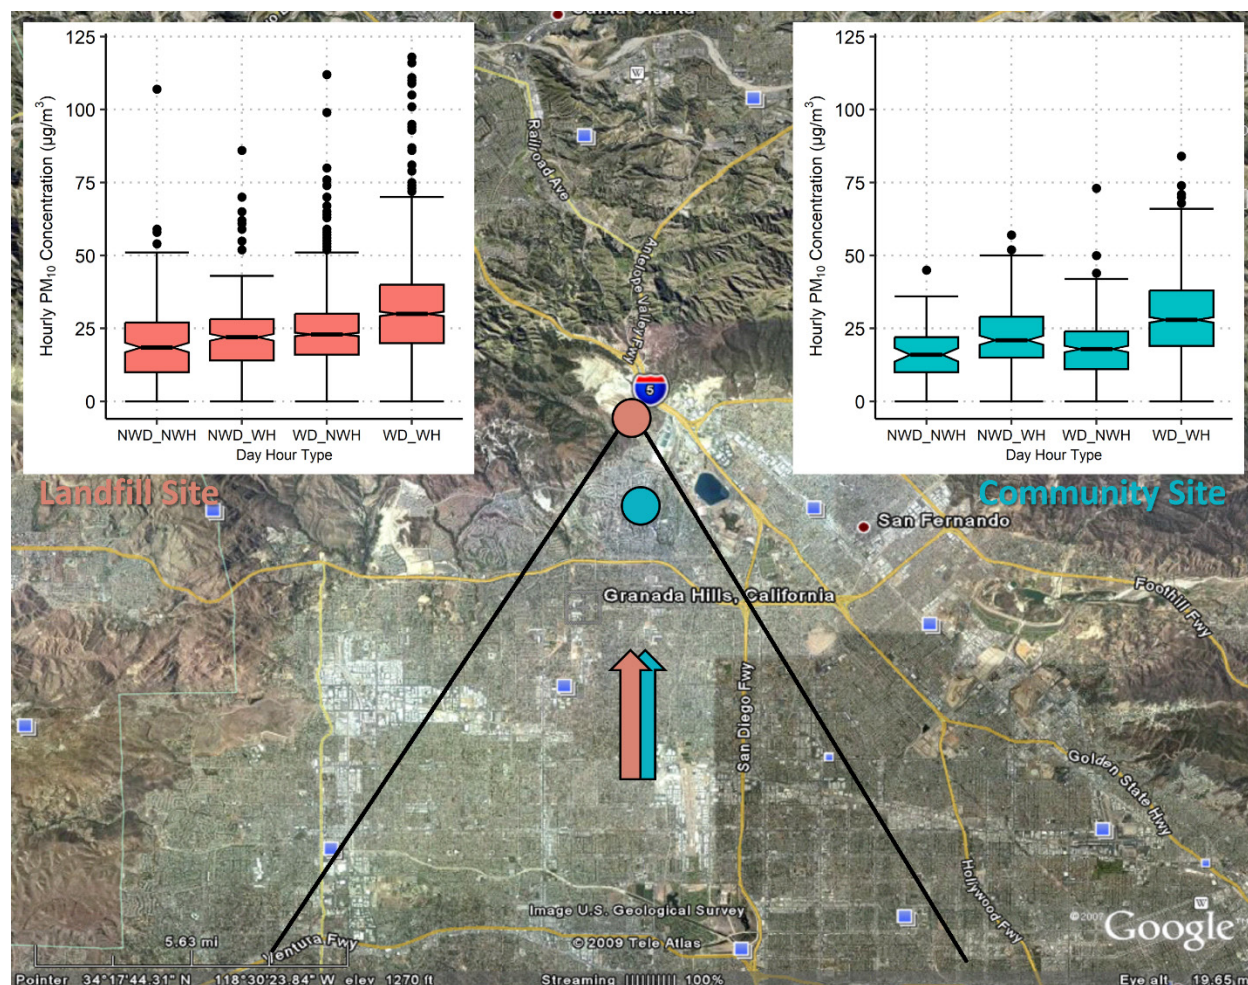 Santa Clarita
125
100
75
50
25
0
Hourly PM10 Concentration (µg/m3)
NWD_NWH NWD_WH WD_NWH WD_WH
Day Hour Type
Landfill Site
125
100
75
50
25
0
Hourly PM10 Concentration (µg/m3)
NWD_NWH NWD_WH WD_NWH WD_WH
Day Hour Type
Community Site
W
Railroad Ave
Antelope Valley Fwy
5
San Fernando
Granada Hills, California
Foothill Fwy
San Diego Fwy
Golden State Hwy
Hollywood Fwy
Ventura Fwy
5.63 mi
Image U.S. Geological Survey
© 2009 Tele Atlas
© 2007 Google™
W
Pointer 34°17'44.31" N 118°30'23.84" W elev 1270 ft
Streaming |||||||||| 100%
Eye alt 19.65 m